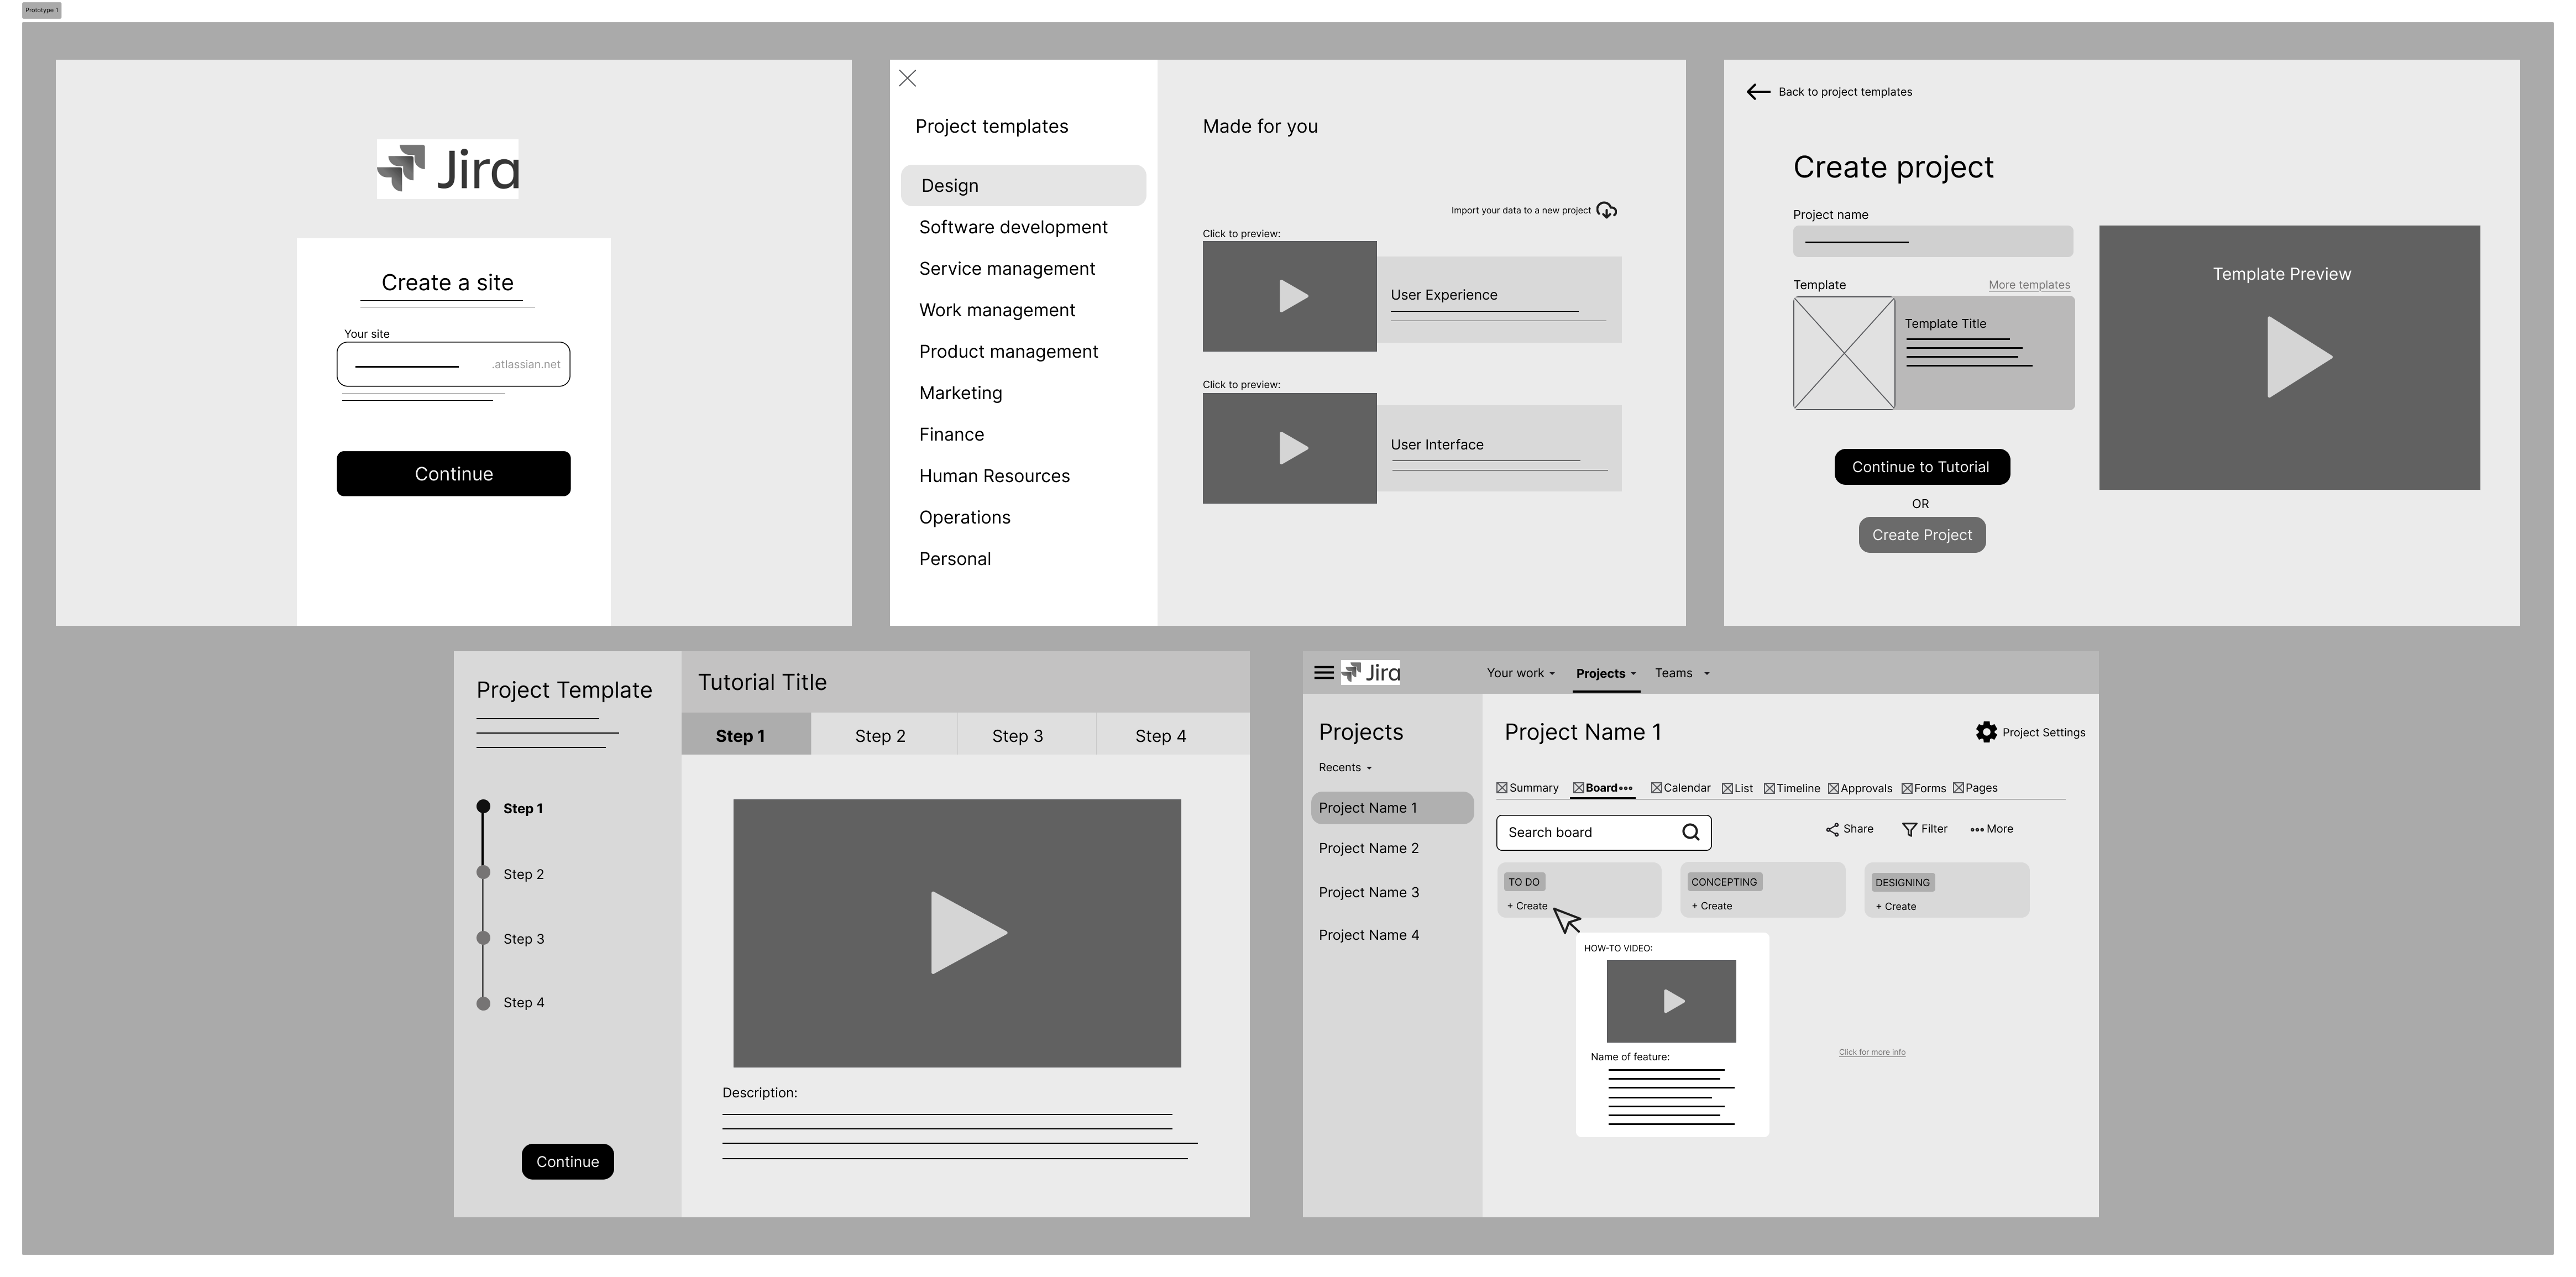 Prototype 1
Jira
Create a site
Your site
.atlassian.net
Continue
Project templates
Design
Software development
Service management
Work management
Product management
Marketing
Finance
Human Resources
Operations
Personal
Made for you
Import your data to a new project
Click to preview:
User Experience
Click to preview:
User Interface
Back to project templates
Create project
Project name
Template
More templates
Template Title
Continue to Tutorial
OR
Create Project
Template Preview
Project Template
Step 1
Step 2
Step 3
Step 4
Continue
Tutorial Title
Step 1
Step 2
Step 3
Step 4
Description:
Jira
Your work
Projects
Teams
Projects
Recents
Project Name 1
Project Name 2
Project Name 3
Project Name 4
Project Name 1
Project Settings
Summary
Board
Calendar
List
Timeline
Approvals
Forms
Pages
Search board
Share
Filter
More
TO DO
+ Create
CONCEPTING
+ Create
DESIGNING
+ Create
HOW-TO VIDEO:
Name of feature:
Click for more info